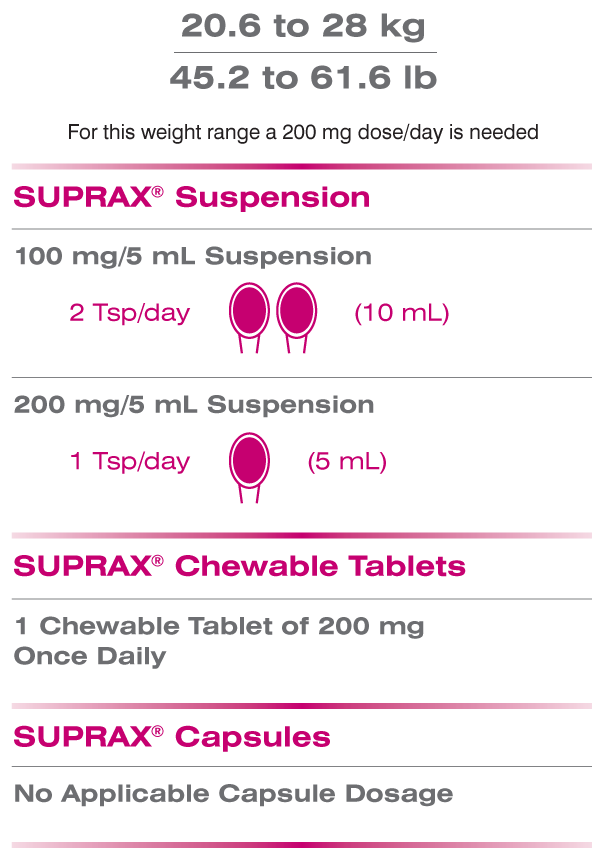 20.6 to 28 kg
45.2 to 61.6 lb
For this weight range a 200 mg dose/day is needed
SUPRAX® Suspension
100 mg/5 mL Suspension
2 Tsp/day (10 mL)
200 mg/5 mL Suspension
1 Tsp/day (5 mL)
SUPRAX® Chewable Tablets
1 Chewable Tablet of 200 mg
Once Daily
SUPRAX® Capsules
No Applicable Capsule Dosage